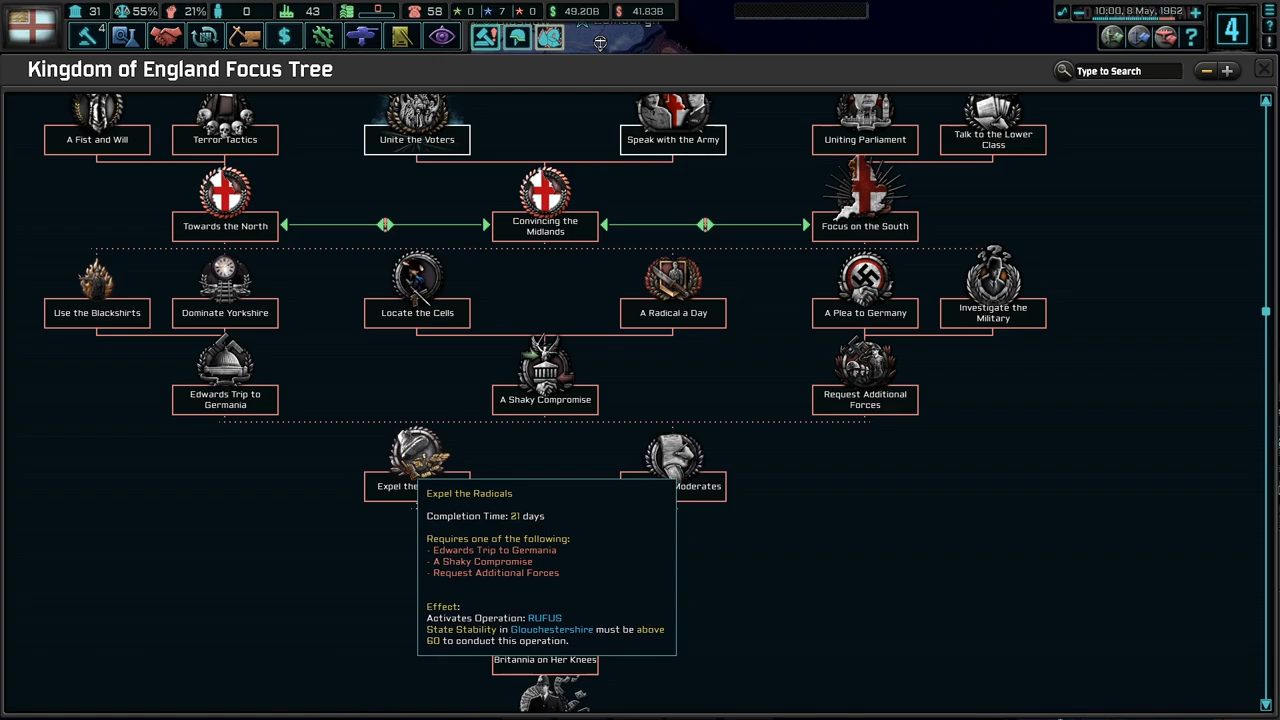 31 55% 21% 0 43 58 0 7 0 49.20B 41.83B 10:00, 8 May, 1962
4
4
Kingdom of England Focus Tree
Type to Search
A Fist and Will
Terror Tactics
Unite the Voters
Speak with the Army
Uniting Parliament
Talk to the Lower
Class
Towards the North
Convincing the
Midlands
Focus on the South
Use the Blackshirts
Dominate Yorkshire
Locate the Cells
A Radical a Day
A Plea to Germany
Investigate the
Military
Edwards Trip to
Germania
A Shaky Compromise
Request Additional
Forces
Expel the
Moderates
Expel the Radicals
Completion Time: 21 days
Requires one of the following:
- Edwards Trip to Germania
- A Shaky Compromise
- Request Additional Forces
Effect:
Activates Operation: RUFUS
State Stability in Glouchestershire must be above
60 to conduct this operation.
Britannia on Her Knees